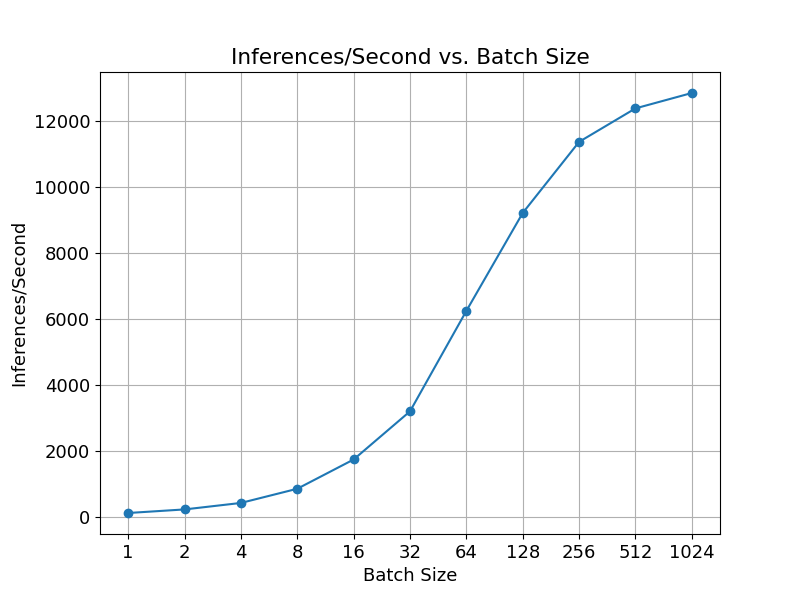 Inferences/Second vs. Batch Size
Inferences/Second
12000
10000
8000
6000
4000
2000
0
1 2 4 8 16 32 64 128 256 512 1024
Batch Size